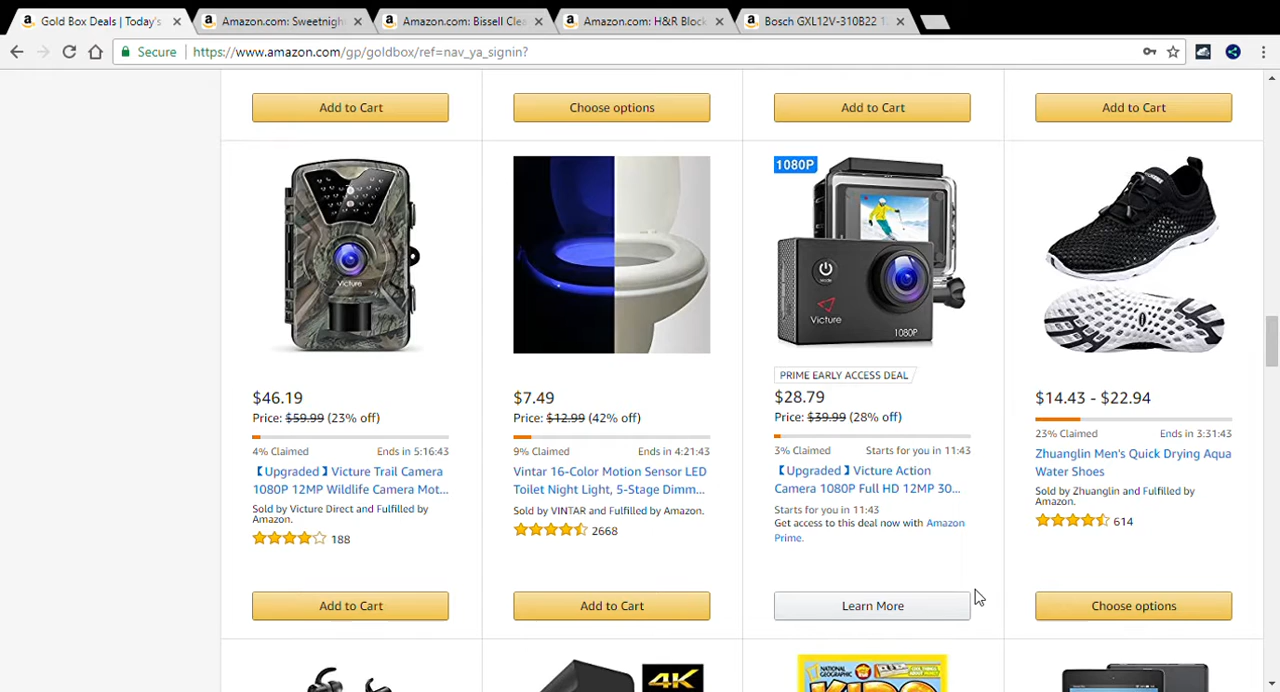 Gold Box Deals | Today's
Amazon.com: Sweetnigh
Amazon.com: Bissell Clea
Amazon.com: H&R Block
Bosch GXL12V-310B22 1
Secure
https://www.amazon.com/gp/goldbox/ref=nav_ya_signin?
Add to Cart
Choose options
Add to Cart
Add to Cart
Victure
$46.19
Price: $59.99 (23% off)
4% Claimed
Ends in 5:16:43
【Upgraded】Victure Trail Camera
1080P 12MP Wildlife Camera Mot...
Sold by Victure Direct and Fulfilled by
Amazon.
188
Add to Cart
$7.49
Price: $12.99 (42% off)
9% Claimed
Ends in 4:21:43
Vintar 16-Color Motion Sensor LED
Toilet Night Light, 5-Stage Dimm...
Sold by VINTAR and Fulfilled by Amazon.
2668
Add to Cart
1080P
Victure
1080P
PRIME EARLY ACCESS DEAL
$28.79
Price: $39.99 (28% off)
3% Claimed
Starts for you in 11:43
【Upgraded】Victure Action
Camera 1080P Full HD 12MP 30...
Starts for you in 11:43
Get access to this deal now with Amazon
Prime.
Learn More
$14.43 - $22.94
23% Claimed
Ends in 3:31:43
Zhuanglin Men's Quick Drying Aqua
Water Shoes
Sold by Zhuanglin and Fulfilled by
Amazon.
614
Choose options
4K
NATIONAL
GEOGRAPHIC
KIDS